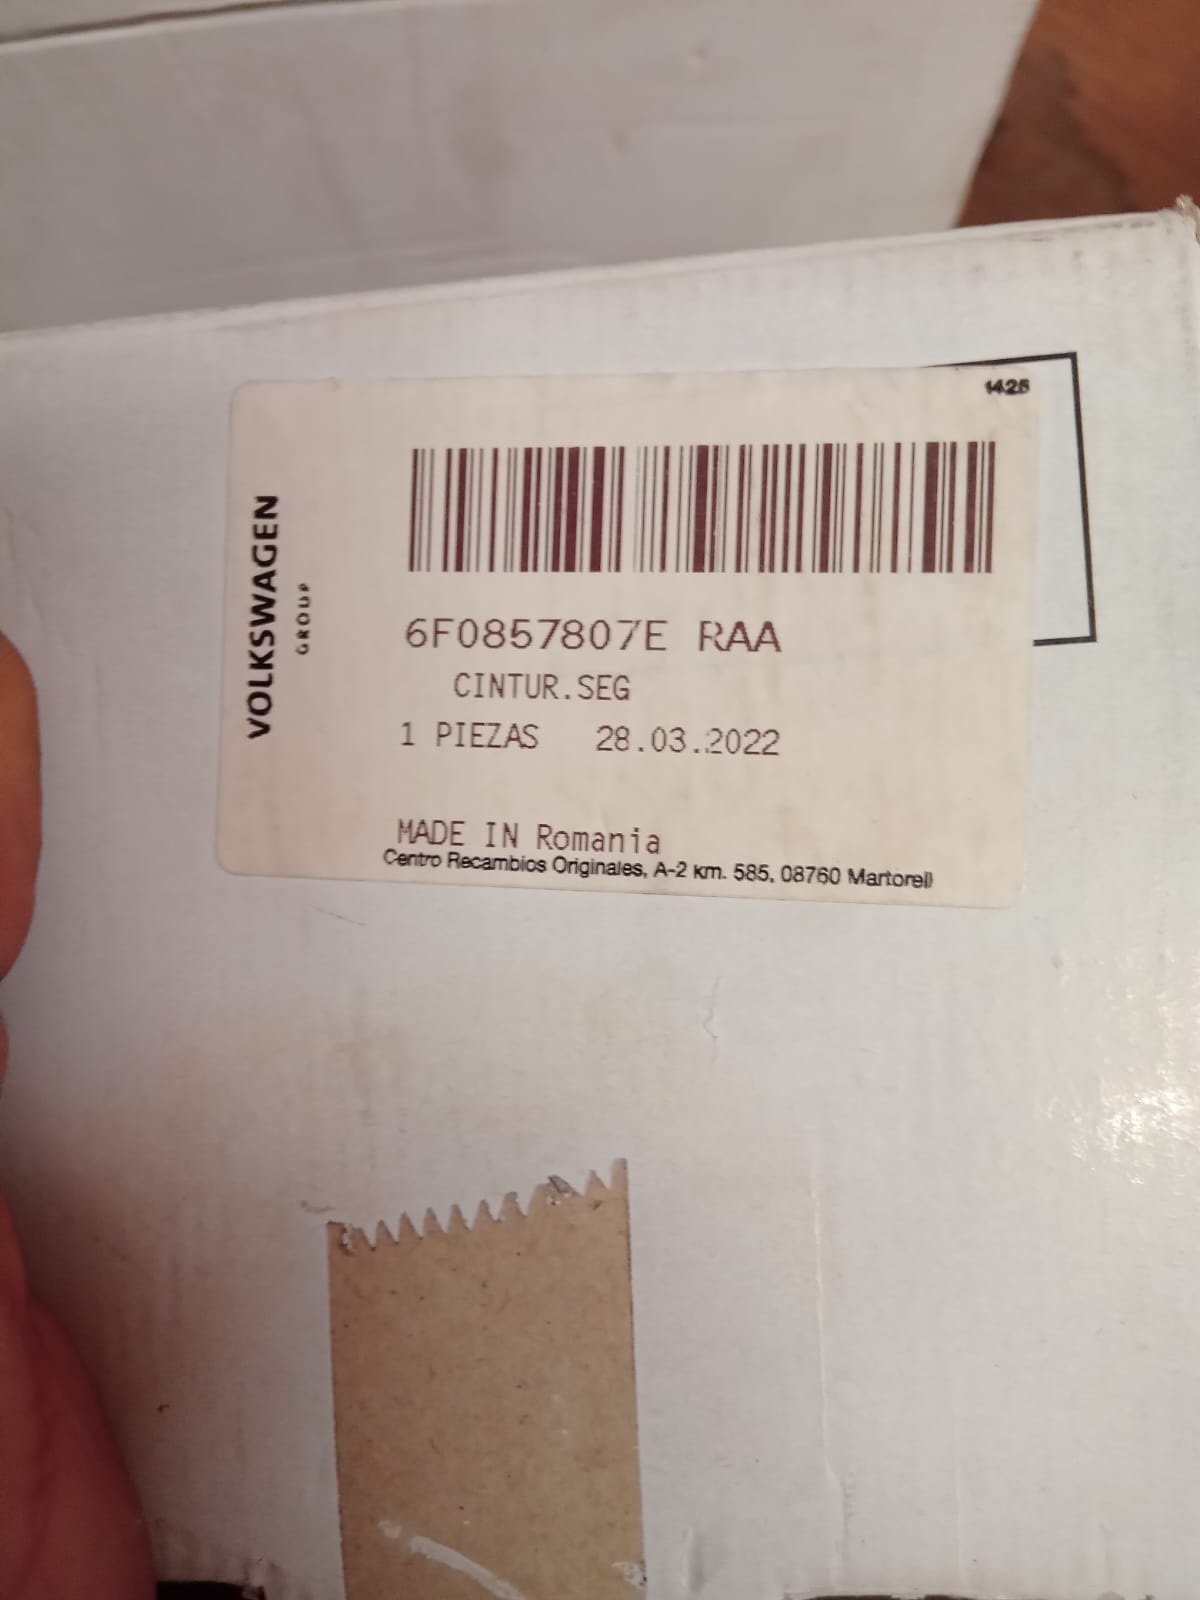 1425
VOLKSWAGEN
GROUP
6F0857807E RAA
CINTUR.SEG
1 PIEZAS 28.03.2022
MADE IN Romania
Centro Recambios Originales, A-2 km. 585, 08760 Martorell